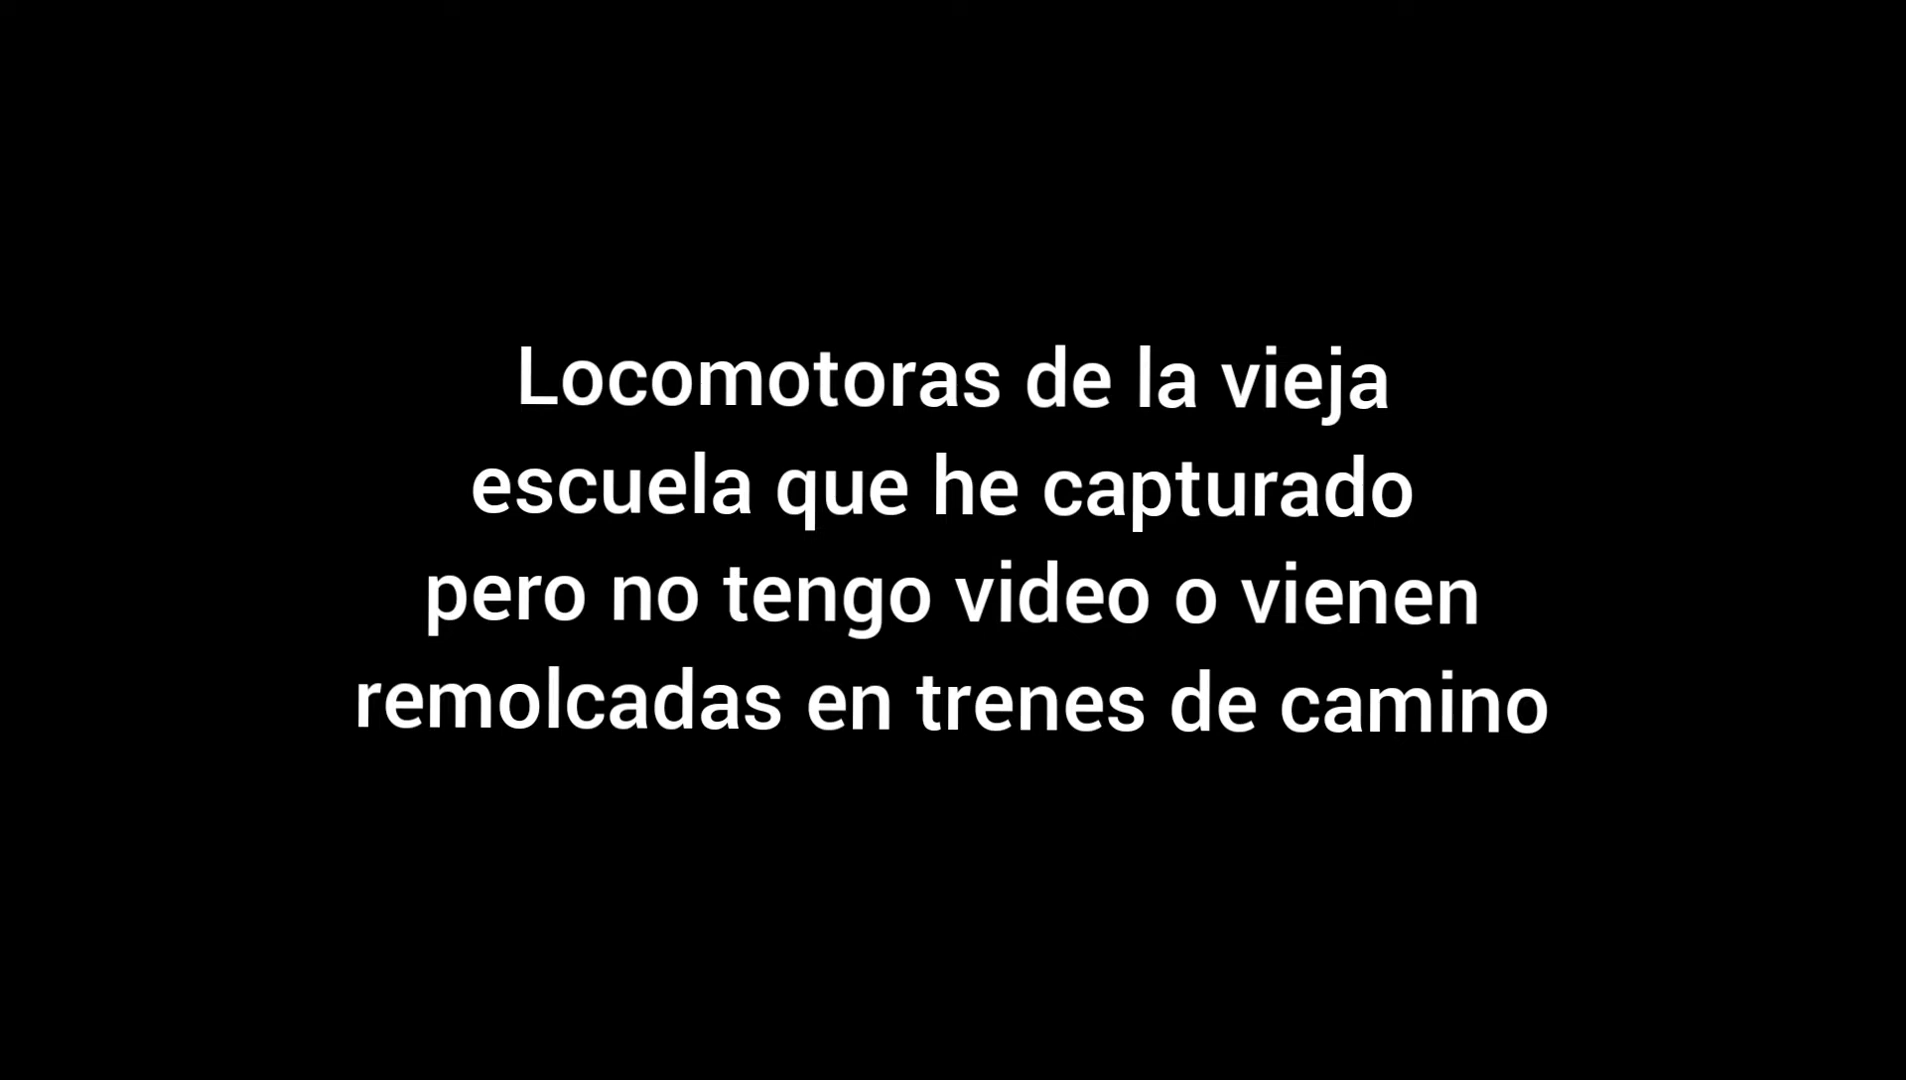 Locomotoras de la vieja
escuela que he capturado
pero no tengo video o vienen
remolcadas en trenes de camino